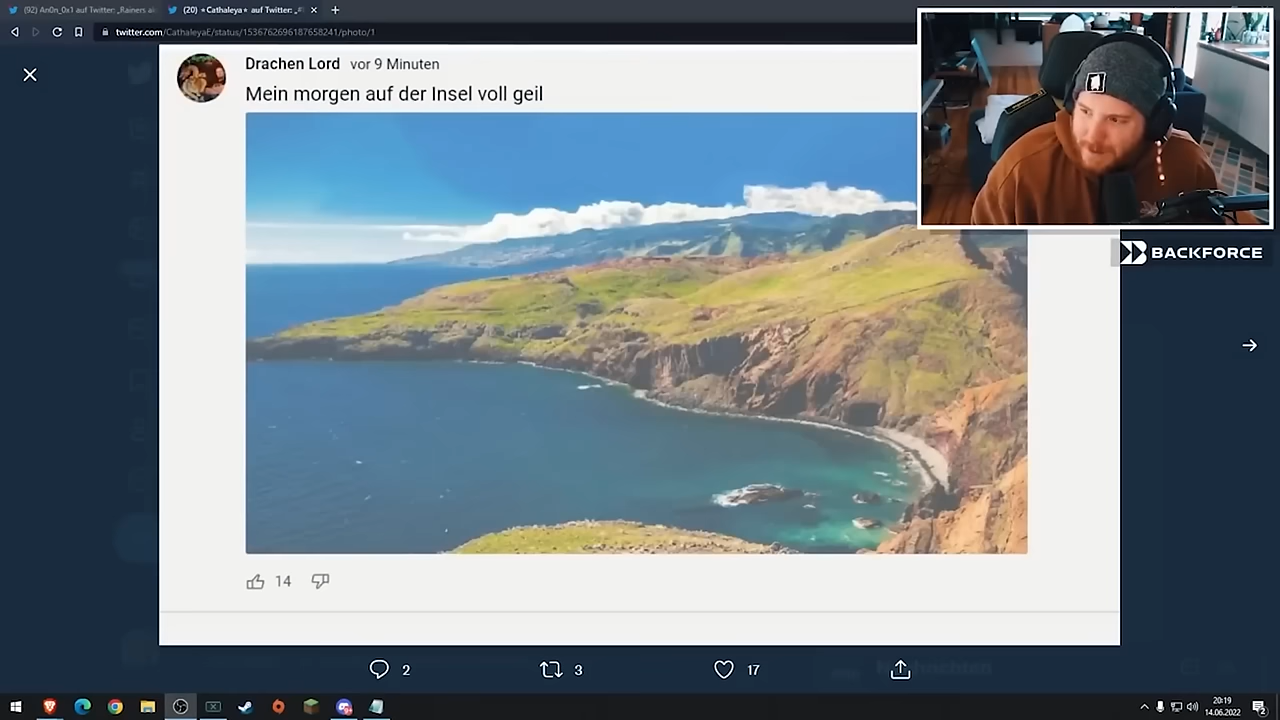 (92) An0n_0x1 auf Twitter: „Rainers al
(20) ⋆Cathaleya⋆ auf Twitter: „
twitter.com/CathaleyaE/status/1536762696187658241/photo/1
Drachen Lord vor 9 Minuten
Mein morgen auf der Insel voll geil
BACKFORCE
14
2
3
17
20:19
14.06.2022
2